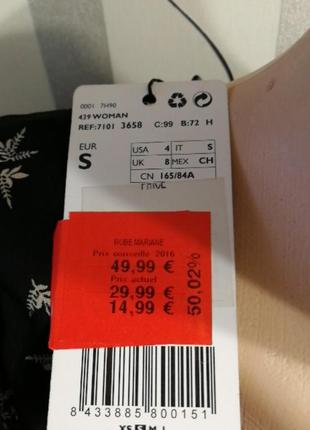 0001 7H90
439 WOMAN
REF:7101 3658 C:99 B:72 H
EUR
S
USA 4 IT S
UK 8 MEX CH
CN 165/84A
PRICE
ROBE MARIANE
Prix conseillé 2016
49,99 €
Prix actuel
29,99 €
14,99 €
50,02%
8 433885 800151
XS S M L